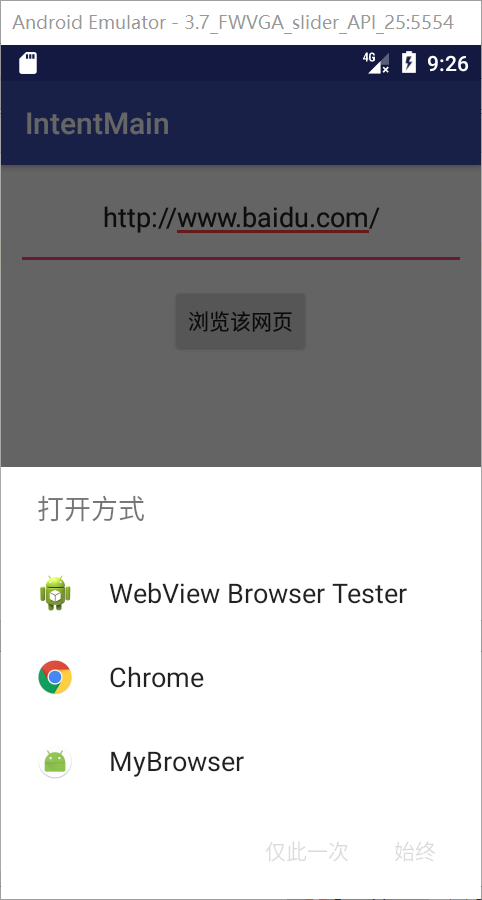 Android Emulator - 3.7_FWVGA_slider_API_25:5554
4G 9:26
IntentMain
http://www.baidu.com/
浏览该网页
打开方式
WebView Browser Tester
Chrome
MyBrowser
仅此一次 始终